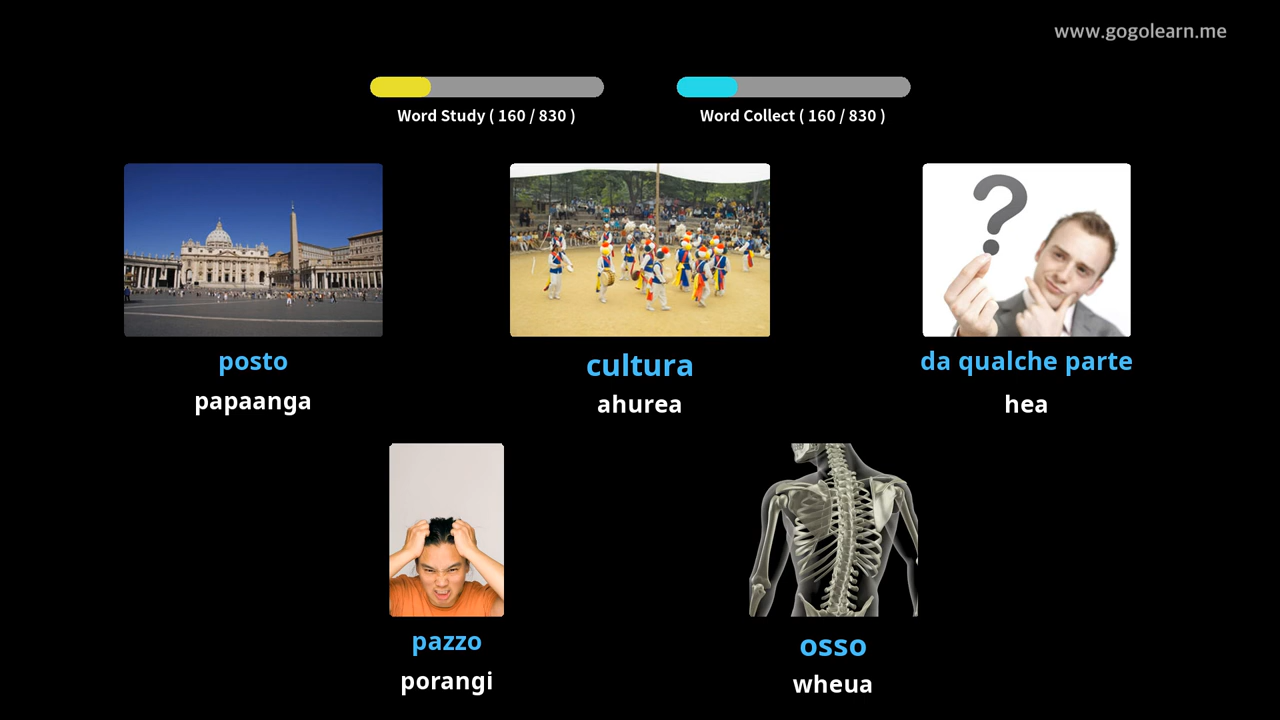 www.gogolearn.me
Word Study ( 160 / 830 )
Word Collect ( 160 / 830 )
posto
papaanga
cultura
ahurea
da qualche parte
hea
pazzo
porangi
osso
wheua